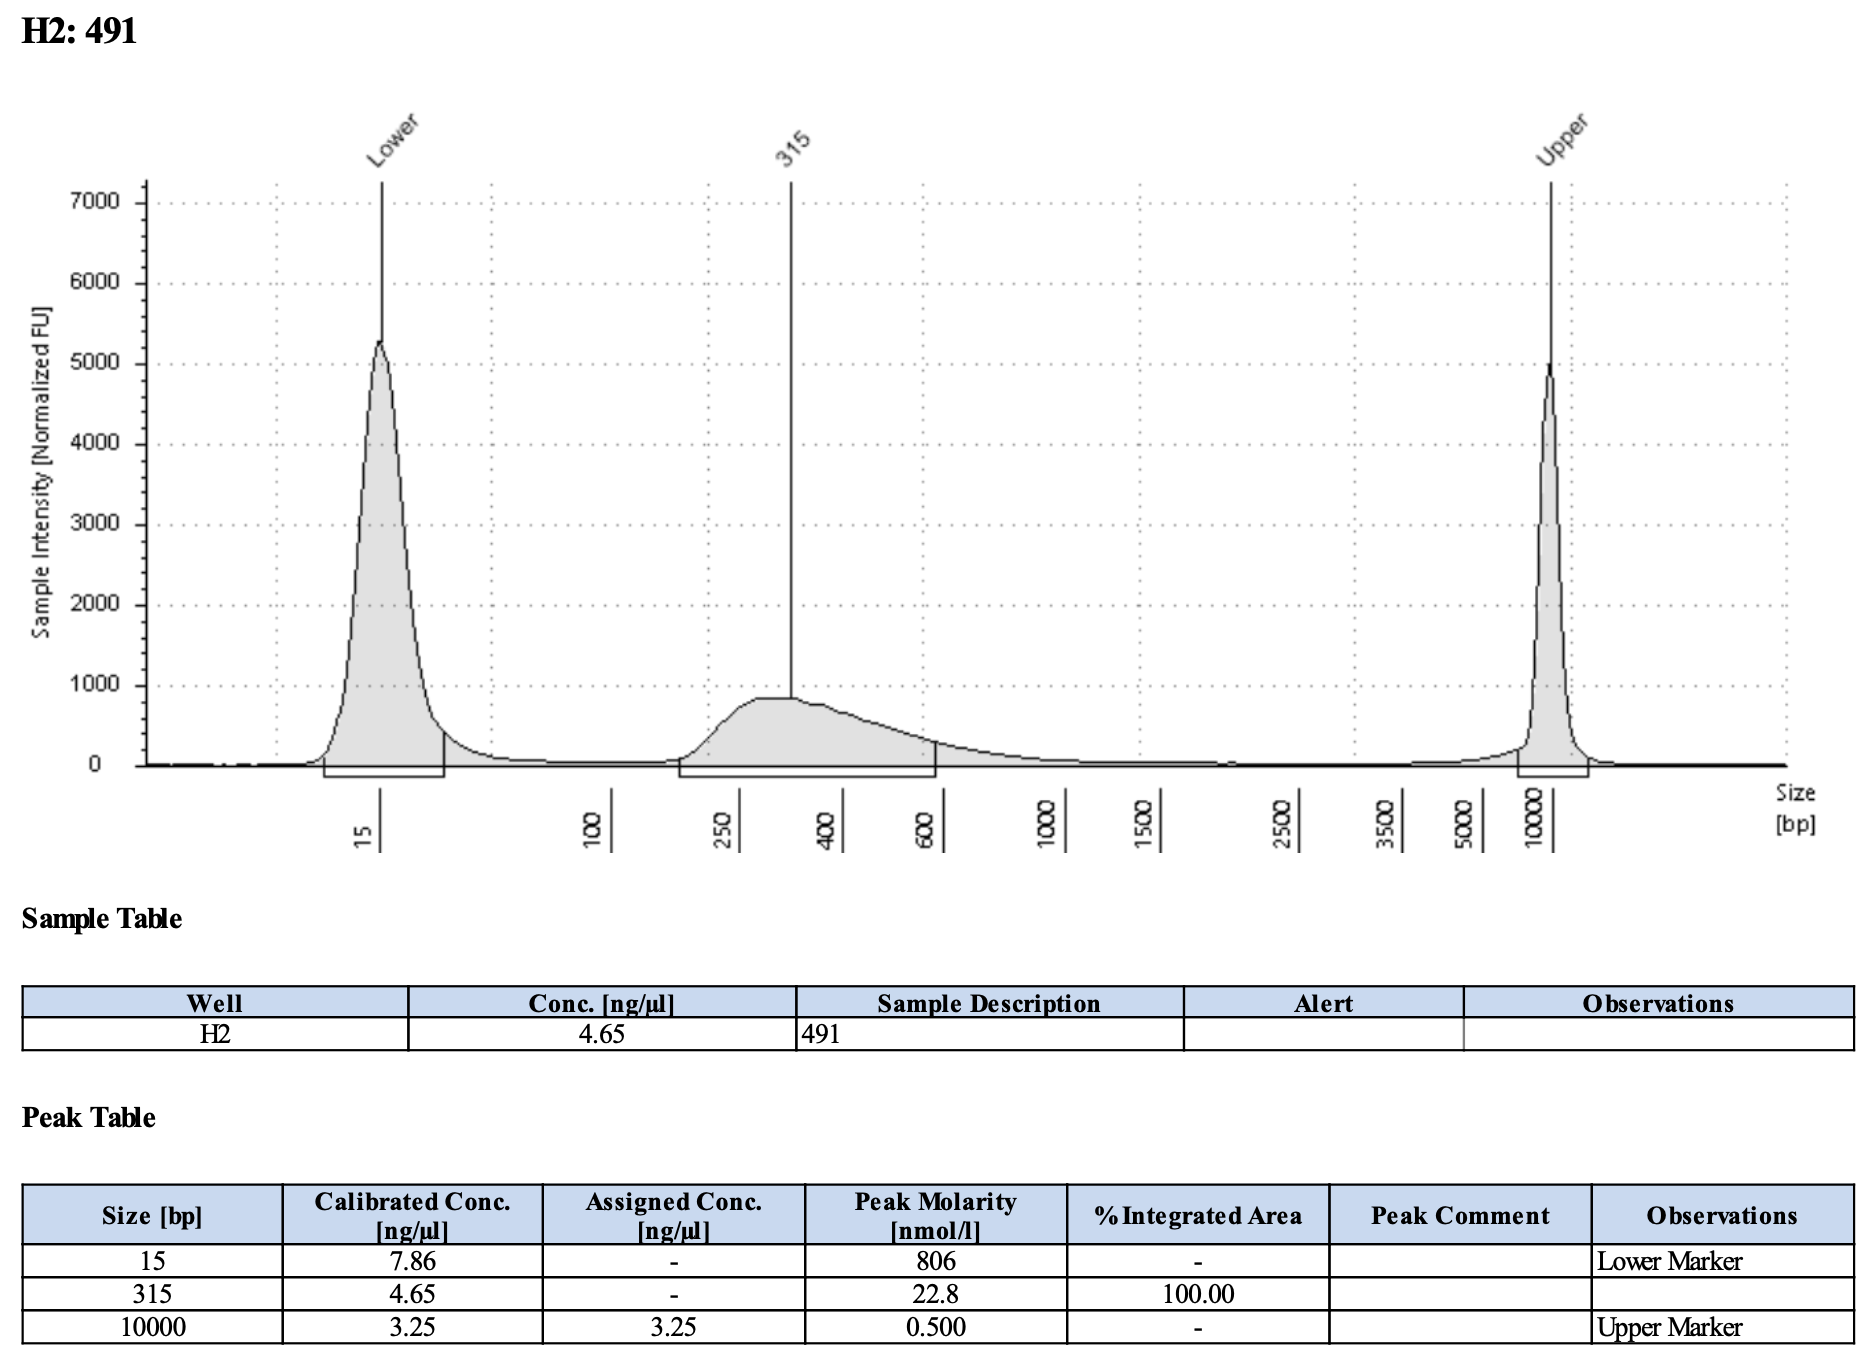 H2: 491
Lower
315
Upper
7000
6000
5000
4000
3000
2000
1000
0
Sample Intensity [Normalized FU]
15
100
250
400
600
1000
1500
2500
3500
5000
10000
Size
[bp]
Sample Table
Well Conc. [ng/µl] Sample Description Alert Observations
H2 4.65 491
Peak Table
Size [bp] Calibrated Conc. [ng/µl] Assigned Conc. [ng/µl] Peak Molarity [nmol/l] % Integrated Area Peak Comment Observations
15 7.86 - 806 - Lower Marker
315 4.65 - 22.8 100.00
10000 3.25 3.25 0.500 - Upper Marker